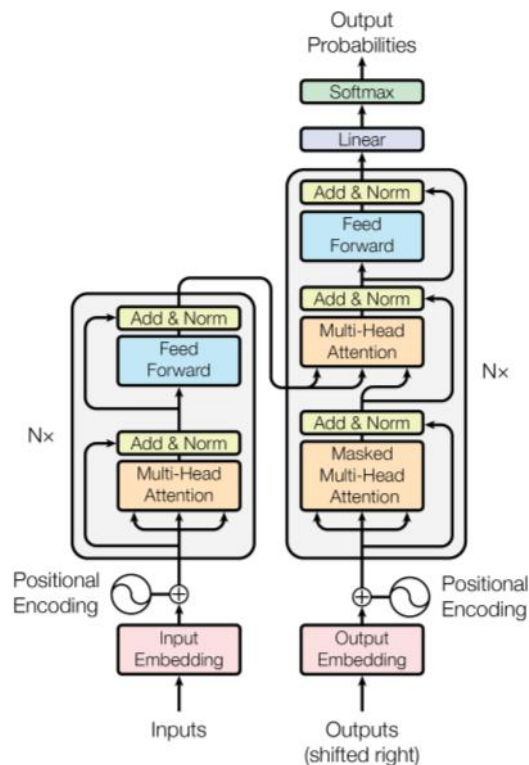 Output
Probabilities
Softmax
Linear
Add & Norm
Feed
Forward
Add & Norm
Multi-Head
Attention
Add & Norm
Masked
Multi-Head
Attention
N×
Add & Norm
Feed
Forward
Add & Norm
Multi-Head
Attention
N×
Positional
Encoding
Positional
Encoding
Input
Embedding
Output
Embedding
Inputs
Outputs
(shifted right)